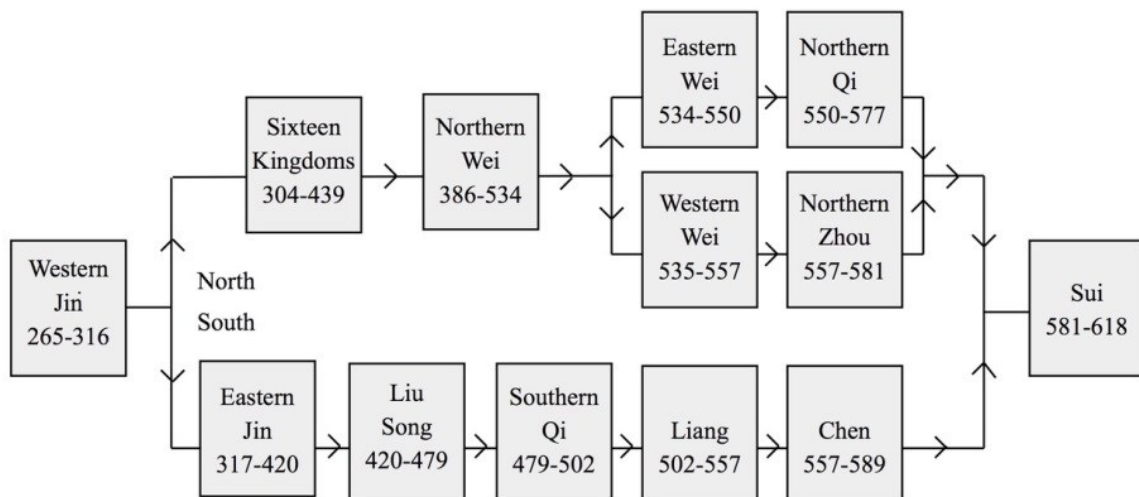 Western
Jin
265-316
North
South
Sixteen
Kingdoms
304-439
Northern
Wei
386-534
Eastern
Wei
534-550
Northern
Qi
550-577
Western
Wei
535-557
Northern
Zhou
557-581
Eastern
Jin
317-420
Liu
Song
420-479
Southern
Qi
479-502
Liang
502-557
Chen
557-589
Sui
581-618